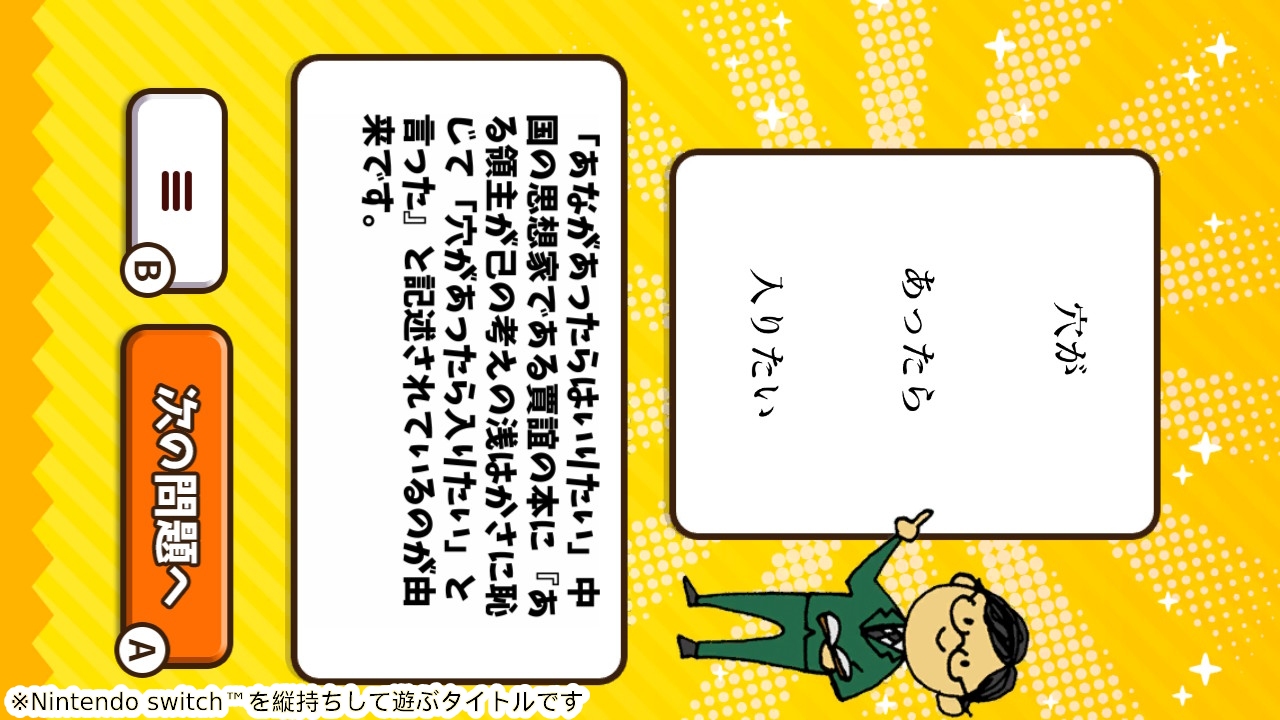 穴が
あったら
入りたい
「あながあったらはいりたい」中
国の思想家である賈誼の本に『あ
る領主が己の考えの浅はかさに恥
じて「穴があったら入りたい」と
言った』と記述されているのが由
来です。
B
次の問題へ
A
※Nintendo switch™を縦持ちして遊ぶタイトルです